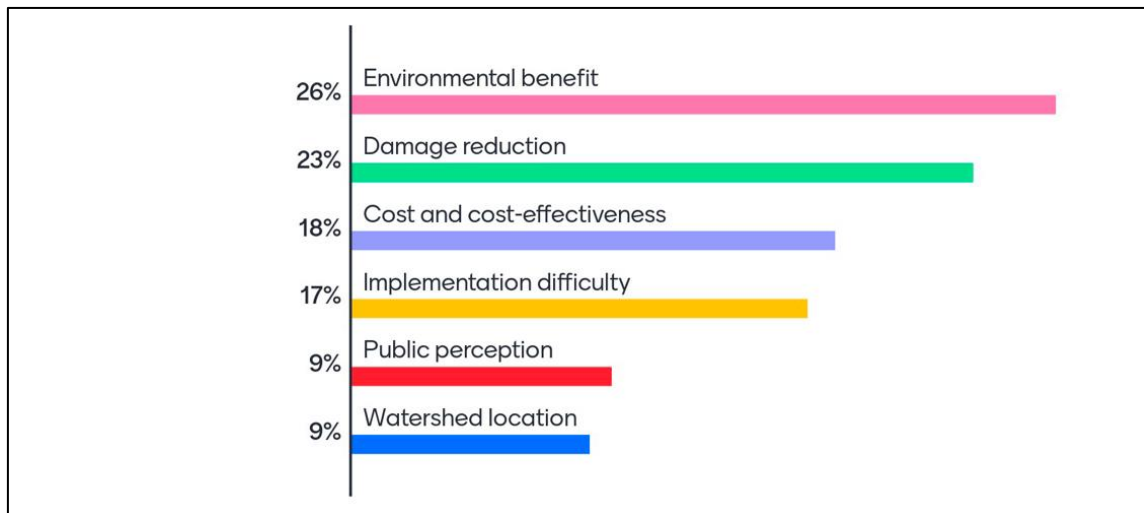 Environmental benefit
26%
Damage reduction
23%
Cost and cost-effectiveness
18%
Implementation difficulty
17%
Public perception
9%
Watershed location
9%